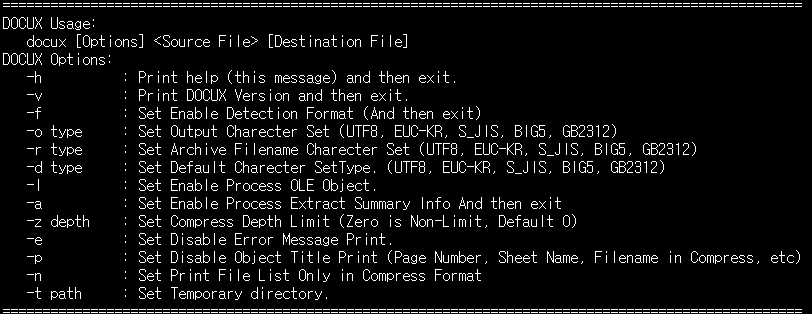 ================================================================================
DOCUX Usage:
docux [Options] <Source File> [Destination File]
DOCUX Options:
-h : Print help (this message) and then exit.
-v : Print DOCUX Version and then exit.
-f : Set Enable Detection Format (And then exit)
-o type : Set Output Charecter Set (UTF8, EUC-KR, S_JIS, BIG5, GB2312)
-r type : Set Archive Filename Charecter Set (UTF8, EUC-KR, S_JIS, BIG5, GB2312)
-d type : Set Default Charecter SetType. (UTF8, EUC-KR, S_JIS, BIG5, GB2312)
-l : Set Enable Process OLE Object.
-a : Set Enable Process Extract Summary Info And then exit
-z depth : Set Compress Depth Limit (Zero is Non-Limit, Default 0)
-e : Set Disable Error Message Print.
-p : Set Disable Object Title Print (Page Number, Sheet Name, Filename in Compress, etc)
-n : Set Print File List Only in Compress Format
-t path : Set Temporary directory.
================================================================================